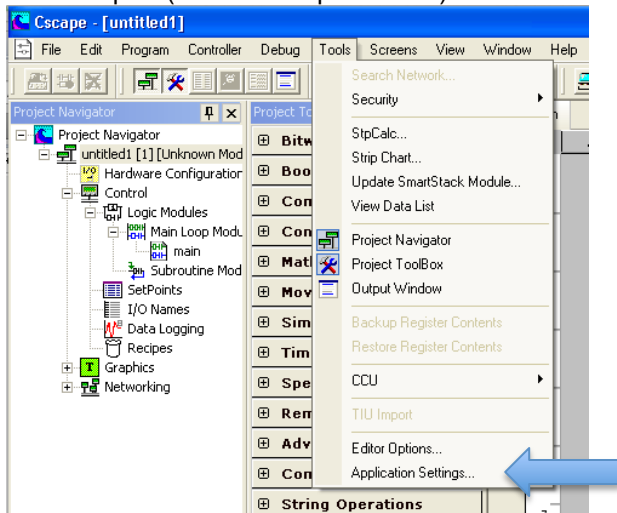 Cscape - [untitled1]
File Edit Program Controller Debug Tools Screens View Window Help
Project Navigator
Project Navigator
untitled1 [1] [Unknown Mod
Hardware Configuration
Control
Logic Modules
Main Loop Modu
main
Subroutine Mod
SetPoints
I/O Names
Data Logging
Recipes
Graphics
Networking
Project To
Bitw
Boo
Con
Con
Mat
Mov
Sim
Tim
Spe
Rem
Adv
Con
String Operations
Search Network...
Security
StpCalc...
Strip Chart...
Update SmartStack Module...
View Data List
Project Navigator
Project ToolBox
Output Window
Backup Register Contents
Restore Register Contents
CCU
TIU Import
Editor Options...
Application Settings...